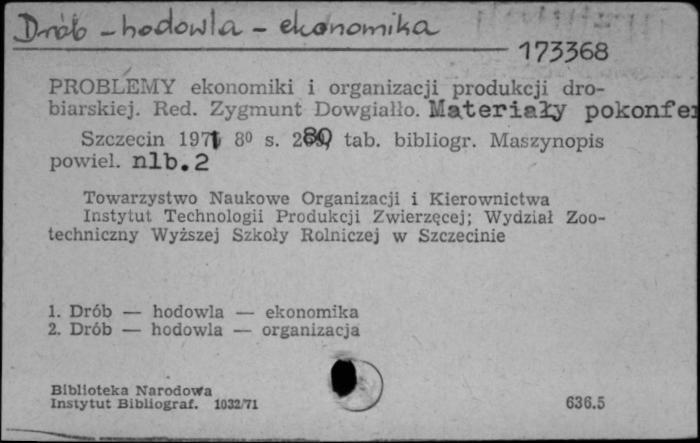 Drób - hodowla - ekonomika
173368
PROBLEMY ekonomiki i organizacji produkcji dro-
biarskiej. Red. Zygmunt Dowgiałło. Materiały pokonfe
Szczecin 1971 8⁰ s. 280, tab. bibliogr. Maszynopis
powiel. nlb.2
Towarzystwo Naukowe Organizacji i Kierownictwa
Instytut Technologii Produkcji Zwierzęcej; Wydział Zoo-
techniczny Wyższej Szkoły Rolniczej w Szczecinie
1. Drób — hodowla — ekonomika
2. Drób — hodowla — organizacja
Biblioteka Narodowa
Instytut Bibliograf. 1032/71
636.5